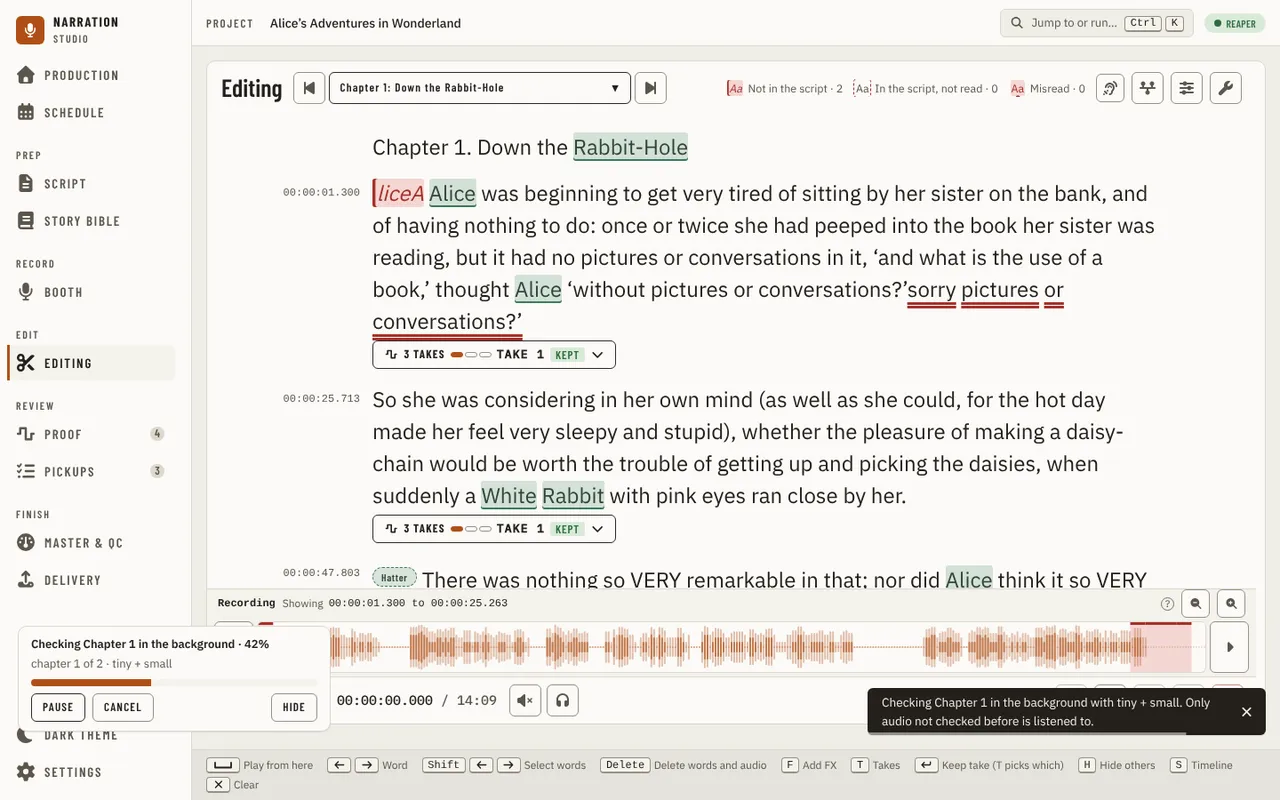 NARRATION
STUDIO
PROJECT Alice's Adventures in Wonderland
Jump to or run... Ctrl K
REAPER
PRODUCTION
SCHEDULE
PREP
SCRIPT
STORY BIBLE
RECORD
BOOTH
EDIT
EDITING
REVIEW
PROOF 4
PICKUPS 3
FINISH
MASTER & QC
DELIVERY
DARK THEME
SETTINGS
Editing
Chapter 1: Down the Rabbit-Hole
Aa Not in the script · 2 Aa In the script, not read · 0 Aa Misread · 0
Chapter 1. Down the Rabbit-Hole
00:00:01.300 liceA Alice was beginning to get very tired of sitting by her sister on the bank, and
of having nothing to do: once or twice she had peeped into the book her sister was
reading, but it had no pictures or conversations in it, ‘and what is the use of a
book,’ thought Alice ‘without pictures or conversations?’sorry pictures or
conversations?’
3 TAKES TAKE 1 KEPT
00:00:25.713 So she was considering in her own mind (as well as she could, for the hot day
made her feel very sleepy and stupid), whether the pleasure of making a daisy-
chain would be worth the trouble of getting up and picking the daisies, when
suddenly a White Rabbit with pink eyes ran close by her.
3 TAKES TAKE 1 KEPT
00:00:47.803 Hatter There was nothing so VERY remarkable in that; nor did Alice think it so VERY
Recording Showing 00:00:01.300 to 00:00:25.263
?
Checking Chapter 1 in the background · 42%
chapter 1 of 2 · tiny + small
PAUSE CANCEL HIDE
00:00:00.000 / 14:09
Checking Chapter 1 in the background with tiny + small. Only
audio not checked before is listened to.
Play from here ← → Word Shift ← → Select words Delete Delete words and audio F Add FX T Takes ↵ Keep take (T picks which) H Hide others S Timeline
✕ Clear